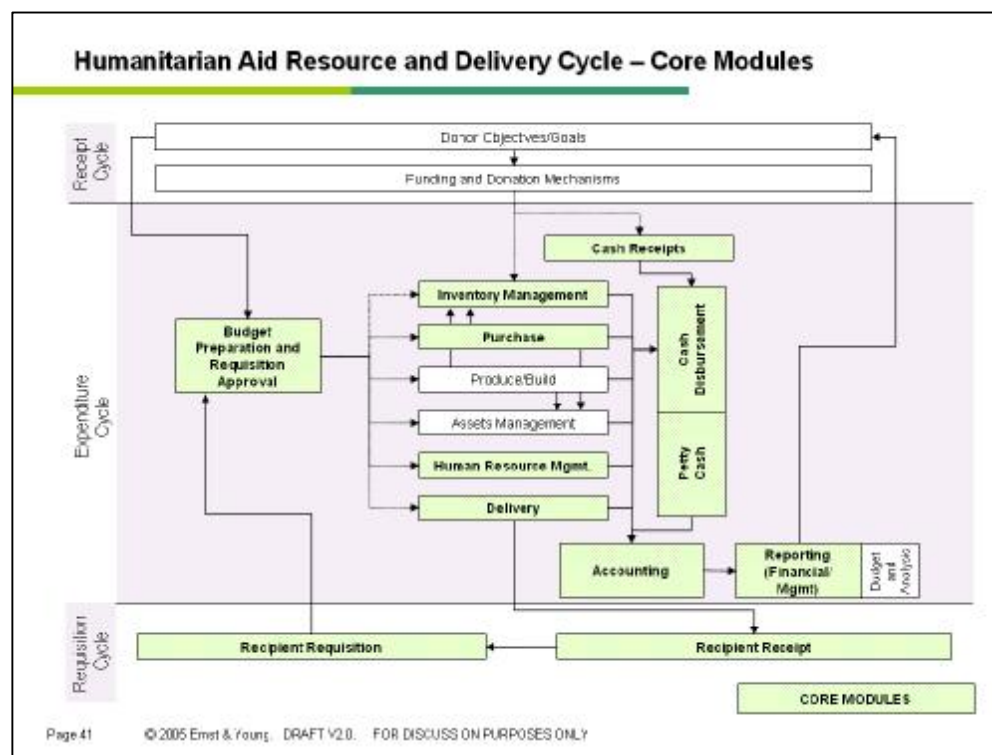 Humanitarian Aid Resource and Delivery Cycle – Core Modules
Receipt
Cycle
Donor Objectives/Goals
Funding and Donation Mechanisms
Expenditure
Cycle
Cash Receipts
Inventory Management
Budget
Preparation and
Requisition
Approval
Purchase
Cash
Disbursement
Produce/Build
Assets Management
Human Resource Mgmt.
Petty
Cash
Delivery
Accounting
Reporting
(Financial/
Mgmt)
Budget
and
Analysis
Requisition
Cycle
Recipient Requisition
Recipient Receipt
CORE MODULES
Page 41 © 2005 Ernst & Young. DRAFT V2.0. FOR DISCUSSION PURPOSES ONLY